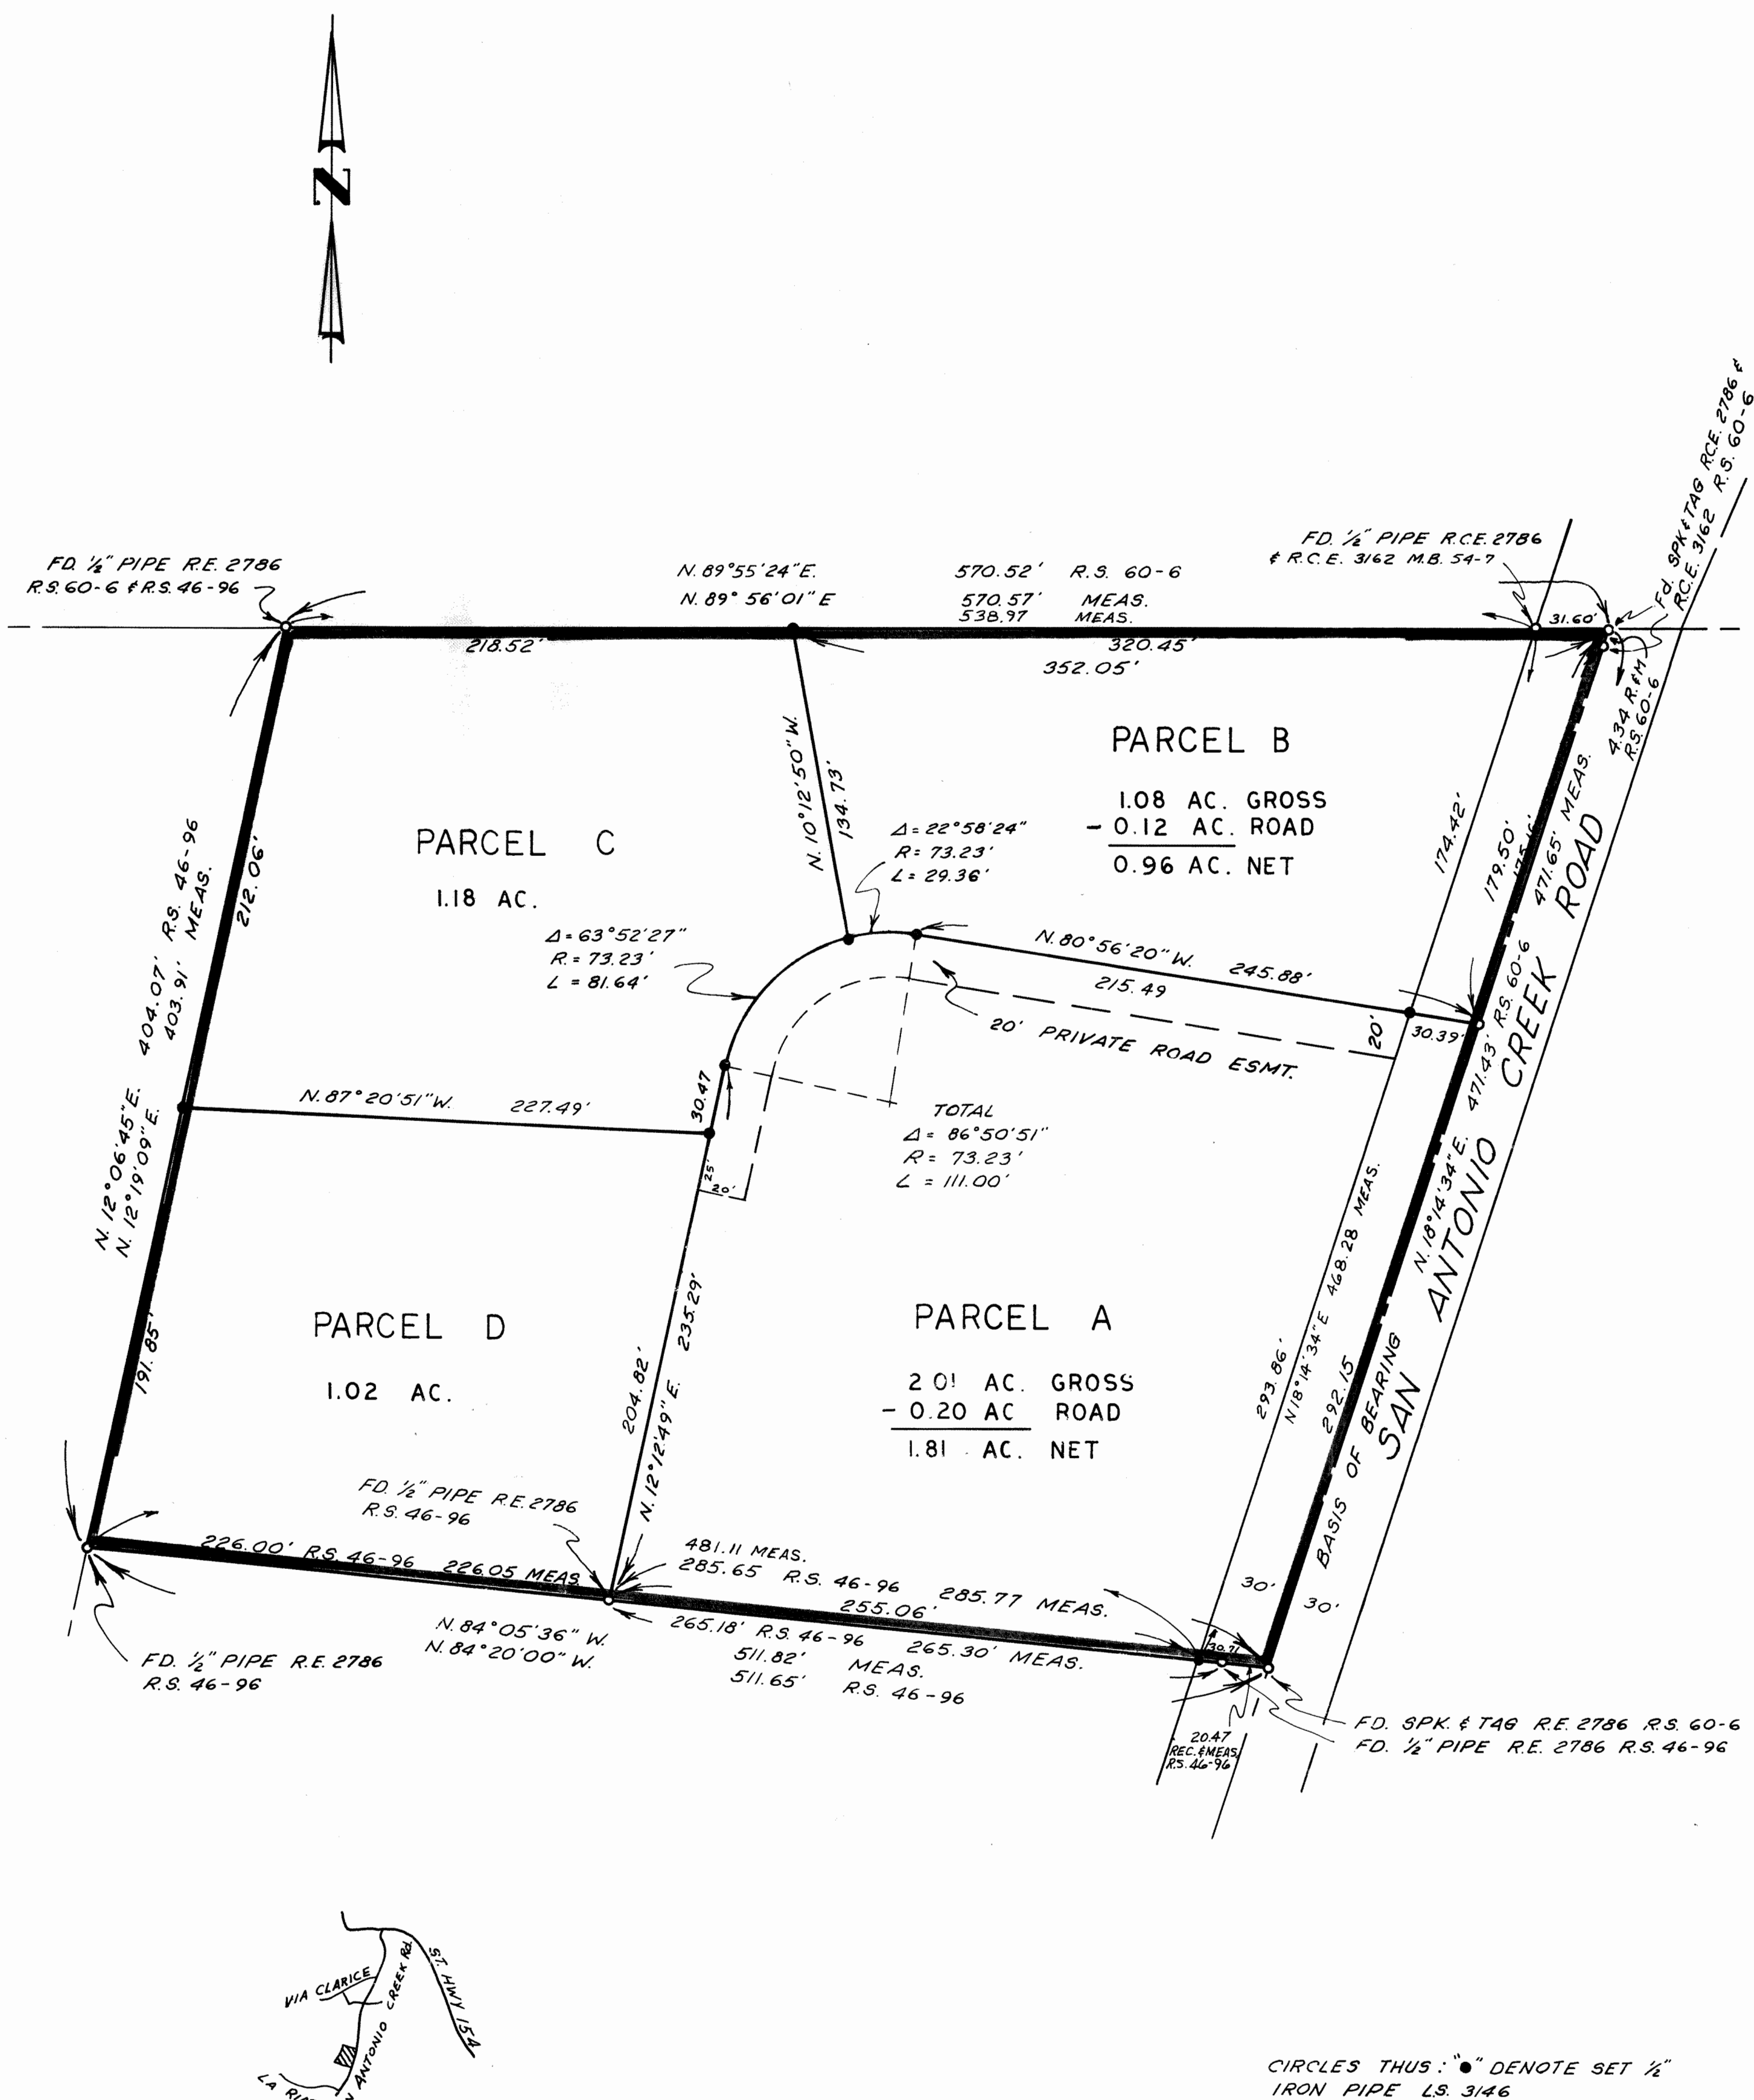 N
FD. 1/2" PIPE R.E. 2786
R.S. 60-6 & R.S. 46-96
N. 89°55'24" E. 570.52' R.S. 60-6
N. 89° 56'01" E 570.57' MEAS.
538.97 MEAS.
FD. 1/2" PIPE R.C.E. 2786
& R.C.E. 3162 M.B. 54-7
Fd. SPK & TAG R.C.E. 2786 &
R.C.E. 3162 R.S. 60-6
31.60'
218.52'
320.45'
352.05'
4.34 R.&M.
R.S. 60-6
PARCEL B
1.08 AC. GROSS
- 0.12 AC. ROAD
0.96 AC. NET
N. 10°12'50" W.
134.73'
Δ = 22°58'24"
R = 73.23'
L = 29.36'
PARCEL C
1.18 AC.
Δ = 63°52'27"
R. = 73.23'
L = 81.64'
174.42'
179.50'
471.65' MEAS.
N. 12°06'45" E. 404.07' R.S. 46-96
N. 12°19'09" E. 403.91' MEAS.
212.06'
N. 80°56'20" W. 245.88'
215.49
20' PRIVATE ROAD ESMT.
20'
30.39'
N. 87°20'51" W. 227.49'
30.47
25'
20'
TOTAL
Δ = 86°50'51"
R = 73.23'
L = 111.00'
N. 18°14'34" E. 471.43' R.S. 60-6
SAN ANTONIO CREEK ROAD
BASIS OF BEARING
292.15
293.86'
N 18°14'34" E 468.28 MEAS.
PARCEL D
1.02 AC.
191.85'
204.82'
N. 12°12'49" E. 235.29'
PARCEL A
2.01 AC. GROSS
- 0.20 AC ROAD
1.81 AC. NET
FD. 1/2" PIPE R.E. 2786
R.S. 46-96
226.00' R.S. 46-96 226.05 MEAS.
481.11 MEAS.
285.65 R.S. 46-96 285.77 MEAS.
255.06'
265.18' R.S. 46-96 265.30' MEAS.
N. 84°05'36" W. 511.82' MEAS.
N. 84°20'00" W. 511.65' R.S. 46-96
30'
30'
30.71
20.47
REC. & MEAS.
R.S. 46-96
FD. 1/2" PIPE R.E. 2786
R.S. 46-96
FD. SPK. & TAG R.E. 2786 R.S. 60-6
FD. 1/2" PIPE R.E. 2786 R.S. 46-96
VIA CLARICE
ANTONIO CREEK Rd.
ST. HWY 154
LA
CIRCLES THUS: "●" DENOTE SET 1/2"
IRON PIPE L.S. 3146